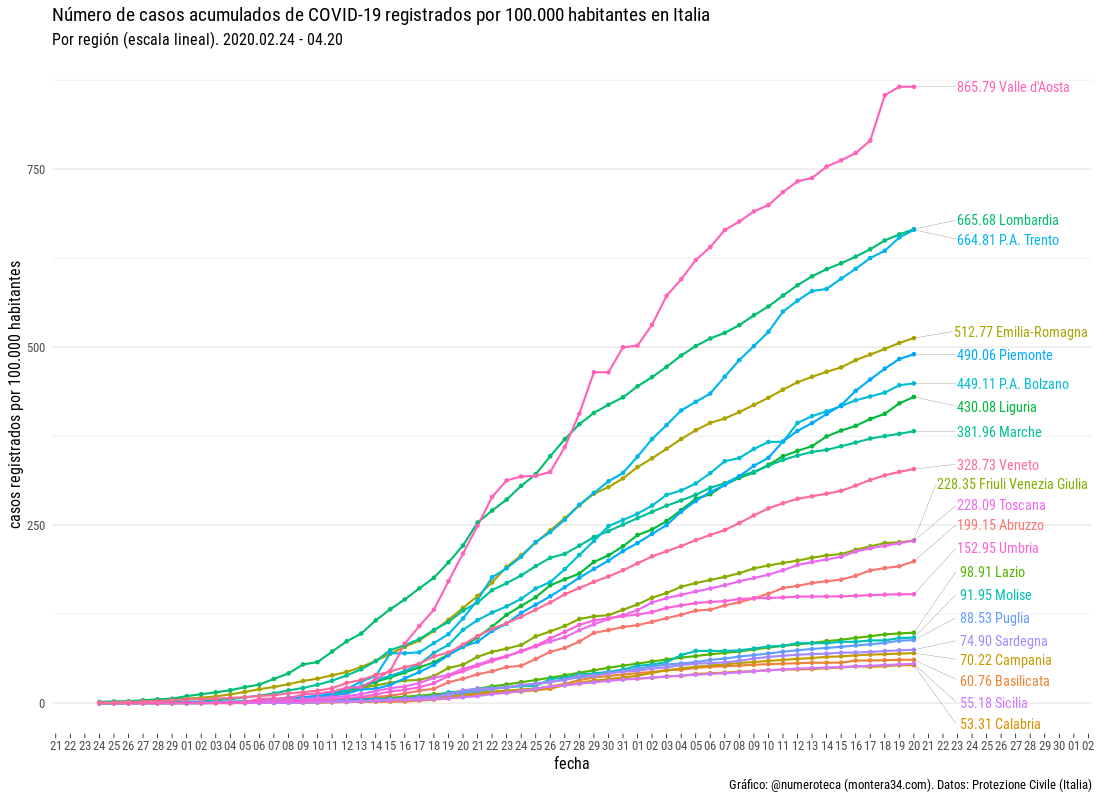 Número de casos acumulados de COVID-19 registrados por 100.000 habitantes en Italia
Por región (escala lineal). 2020.02.24 - 04.20
casos registrados por 100.000 habitantes
750
500
250
0
865.79 Valle d'Aosta
665.68 Lombardia
664.81 P.A. Trento
512.77 Emilia-Romagna
490.06 Piemonte
449.11 P.A. Bolzano
430.08 Liguria
381.96 Marche
328.73 Veneto
228.35 Friuli Venezia Giulia
228.09 Toscana
199.15 Abruzzo
152.95 Umbria
98.91 Lazio
91.95 Molise
88.53 Puglia
74.90 Sardegna
70.22 Campania
60.76 Basilicata
55.18 Sicilia
53.31 Calabria
21 22 23 24 25 26 27 28 29 01 02 03 04 05 06 07 08 09 10 11 12 13 14 15 16 17 18 19 20 21 22 23 24 25 26 27 28 29 30 31 01 02 03 04 05 06 07 08 09 10 11 12 13 14 15 16 17 18 19 20 21 22 23 24 25 26 27 28 29 30 01 02
fecha
Gráfico: @numeroteca (montera34.com). Datos: Protezione Civile (Italia)